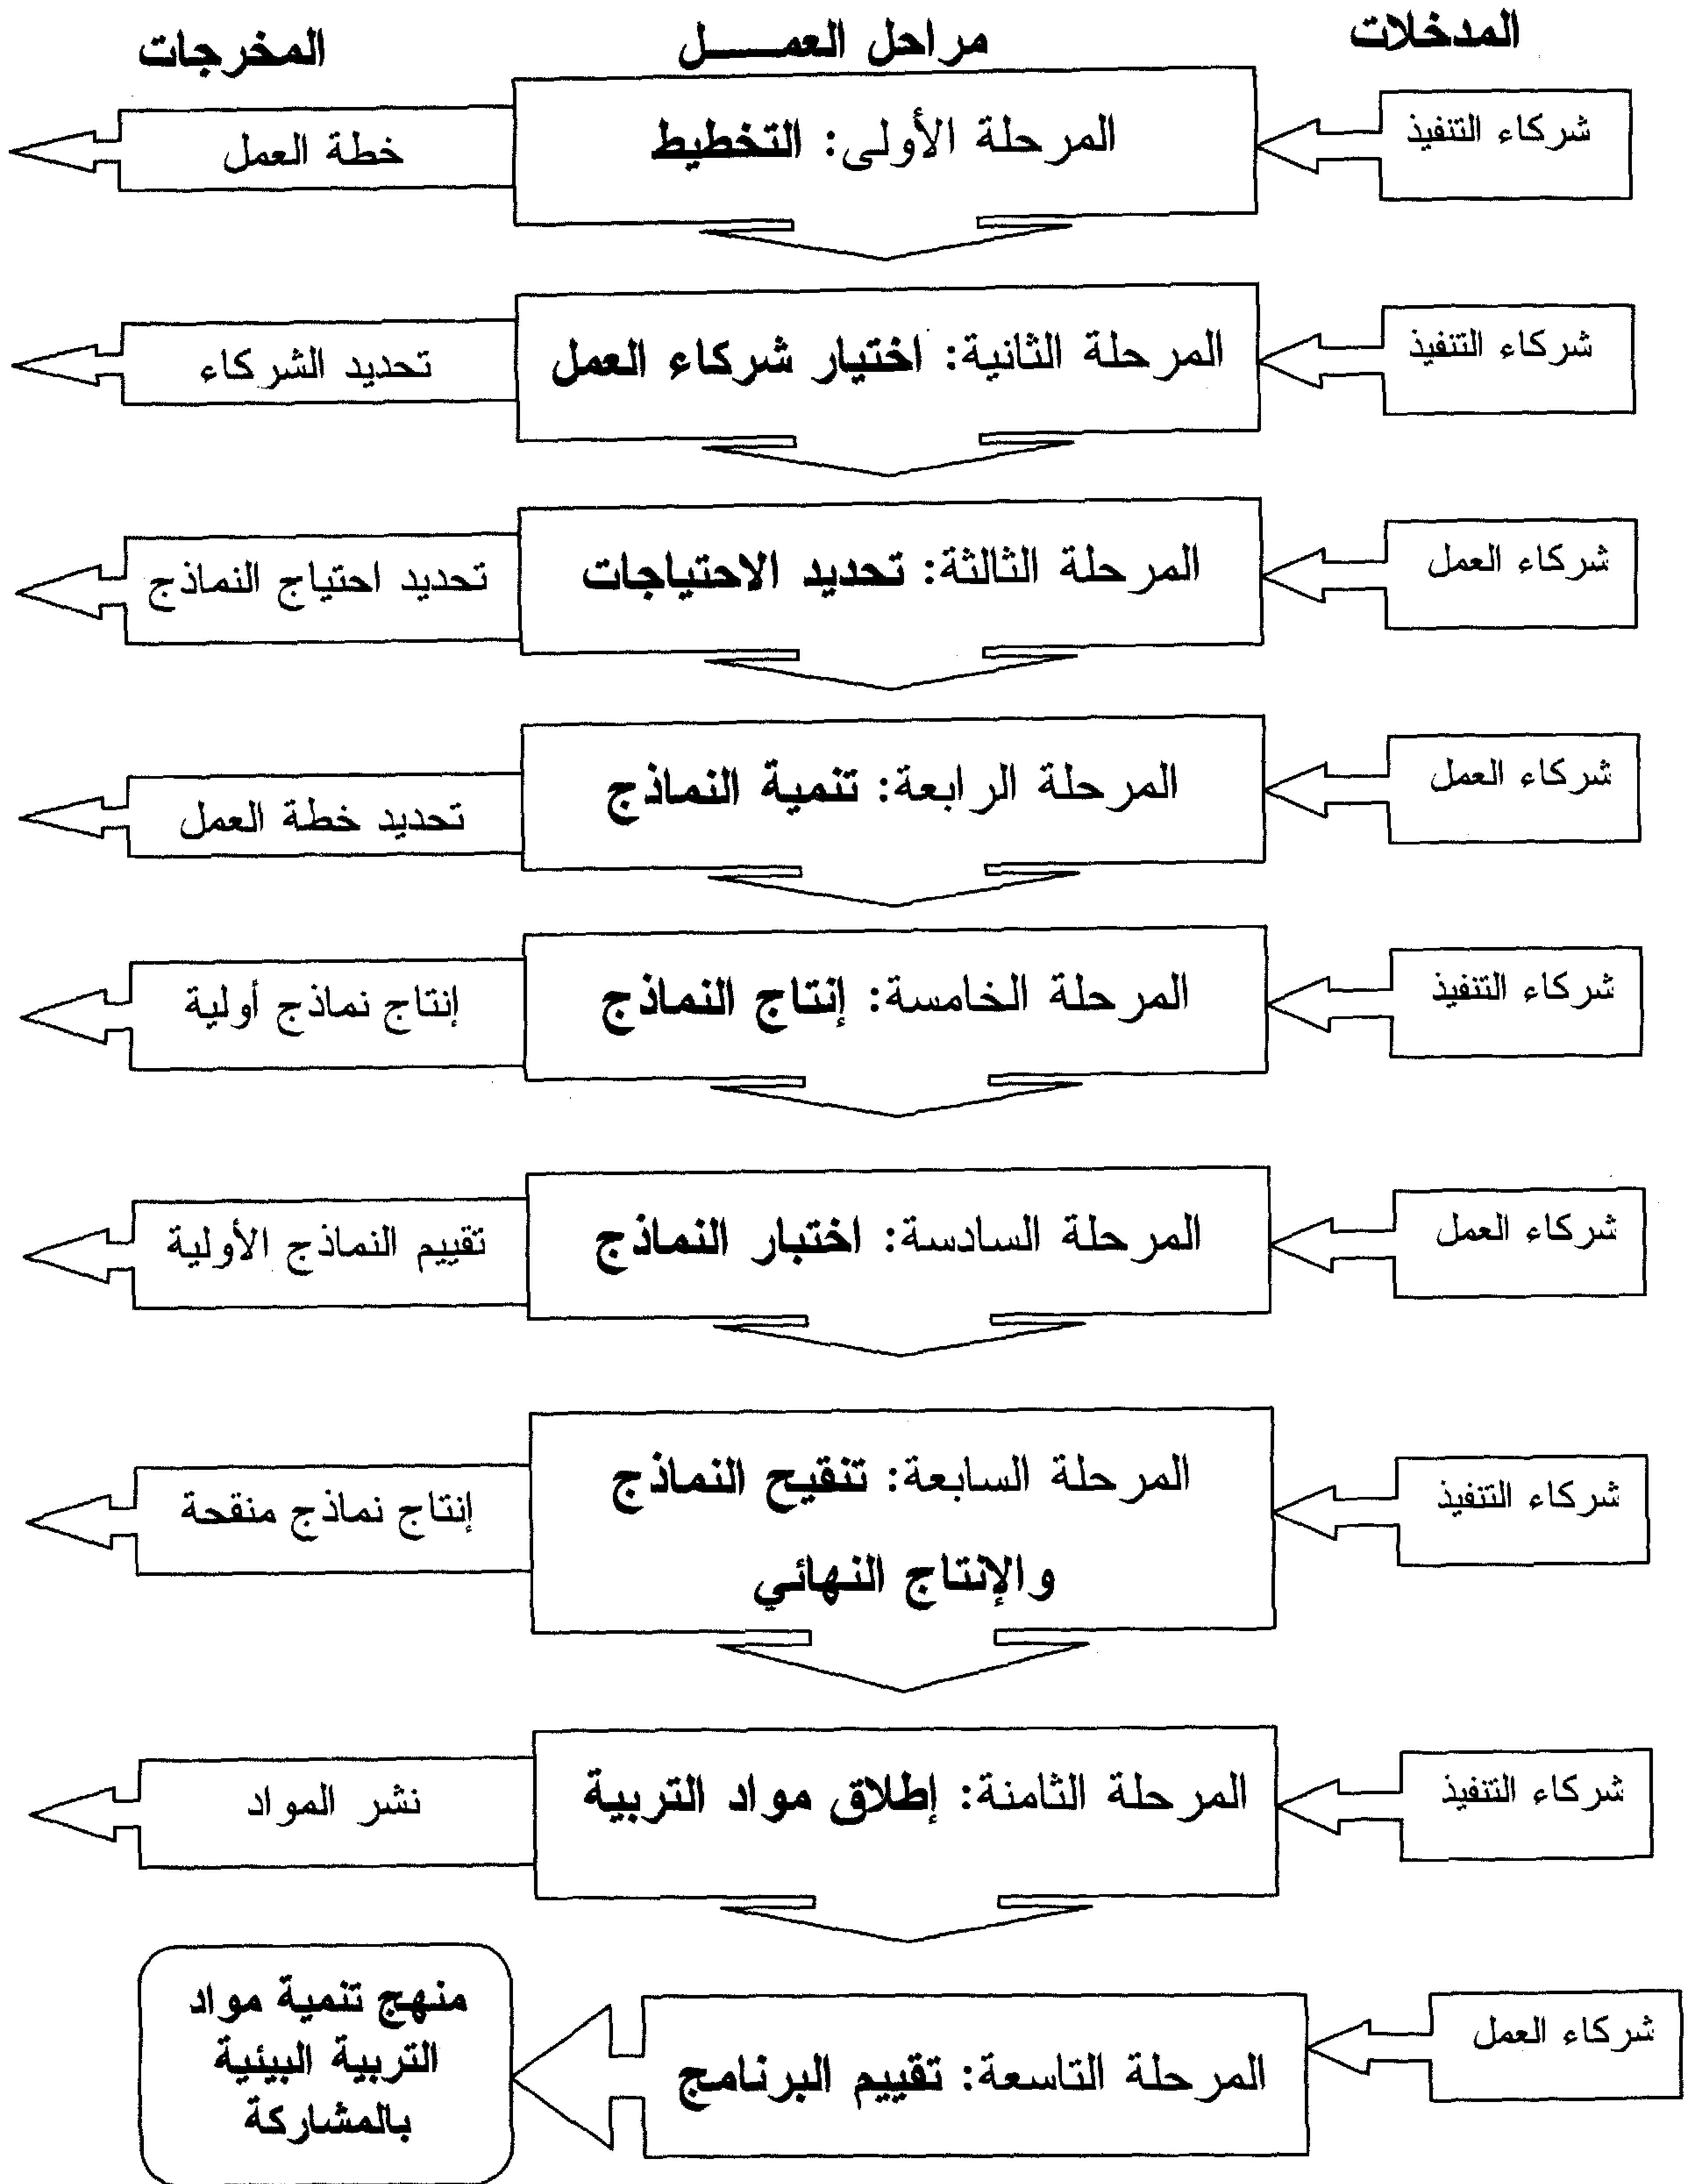 المدخلات
مراحل العمـــــل
المخرجات
شركاء التنفيذ
المرحلة الأولى: التخطيط
خطة العمل
شركاء التنفيذ
المرحلة الثانية: اختيار شركاء العمل
تحديد الشركاء
شركاء العمل
المرحلة الثالثة: تحديد الاحتياجات
تحديد احتياج النماذج
شركاء العمل
المرحلة الرابعة: تنمية النماذج
تحديد خطة العمل
شركاء التنفيذ
المرحلة الخامسة: إنتاج النماذج
إنتاج نماذج أولية
شركاء العمل
المرحلة السادسة: اختبار النماذج
تقييم النماذج الأولية
شركاء التنفيذ
المرحلة السابعة: تنقيح النماذج
والإنتاج النهائي
إنتاج نماذج منقحة
شركاء التنفيذ
المرحلة الثامنة: إطلاق مواد التربية
نشر المواد
شركاء العمل
المرحلة التاسعة: تقييم البرنامج
منهج تنمية مواد
التربية البيئية
بالمشاركة